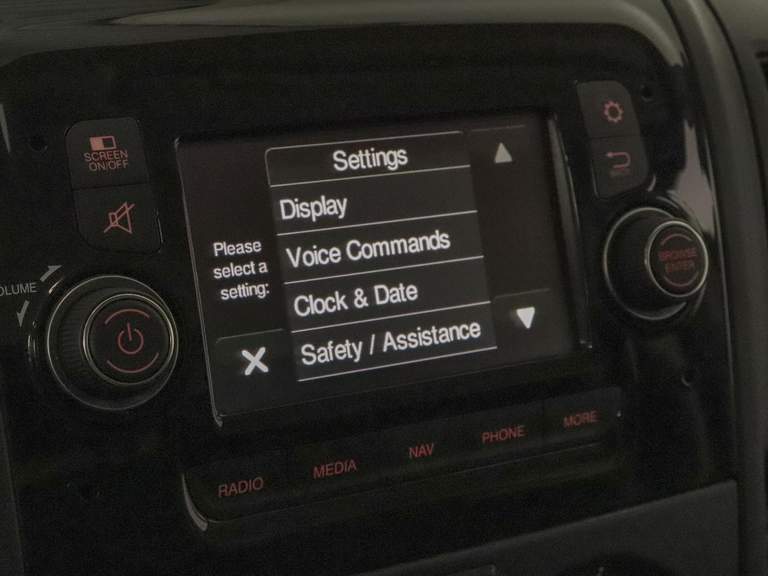 SCREEN
ON/OFF
OLUME
Settings
Display
Voice Commands
Clock & Date
Safety / Assistance
Please
select a
setting:
BROWSE
ENTER
RADIO
MEDIA
NAV
PHONE
MORE